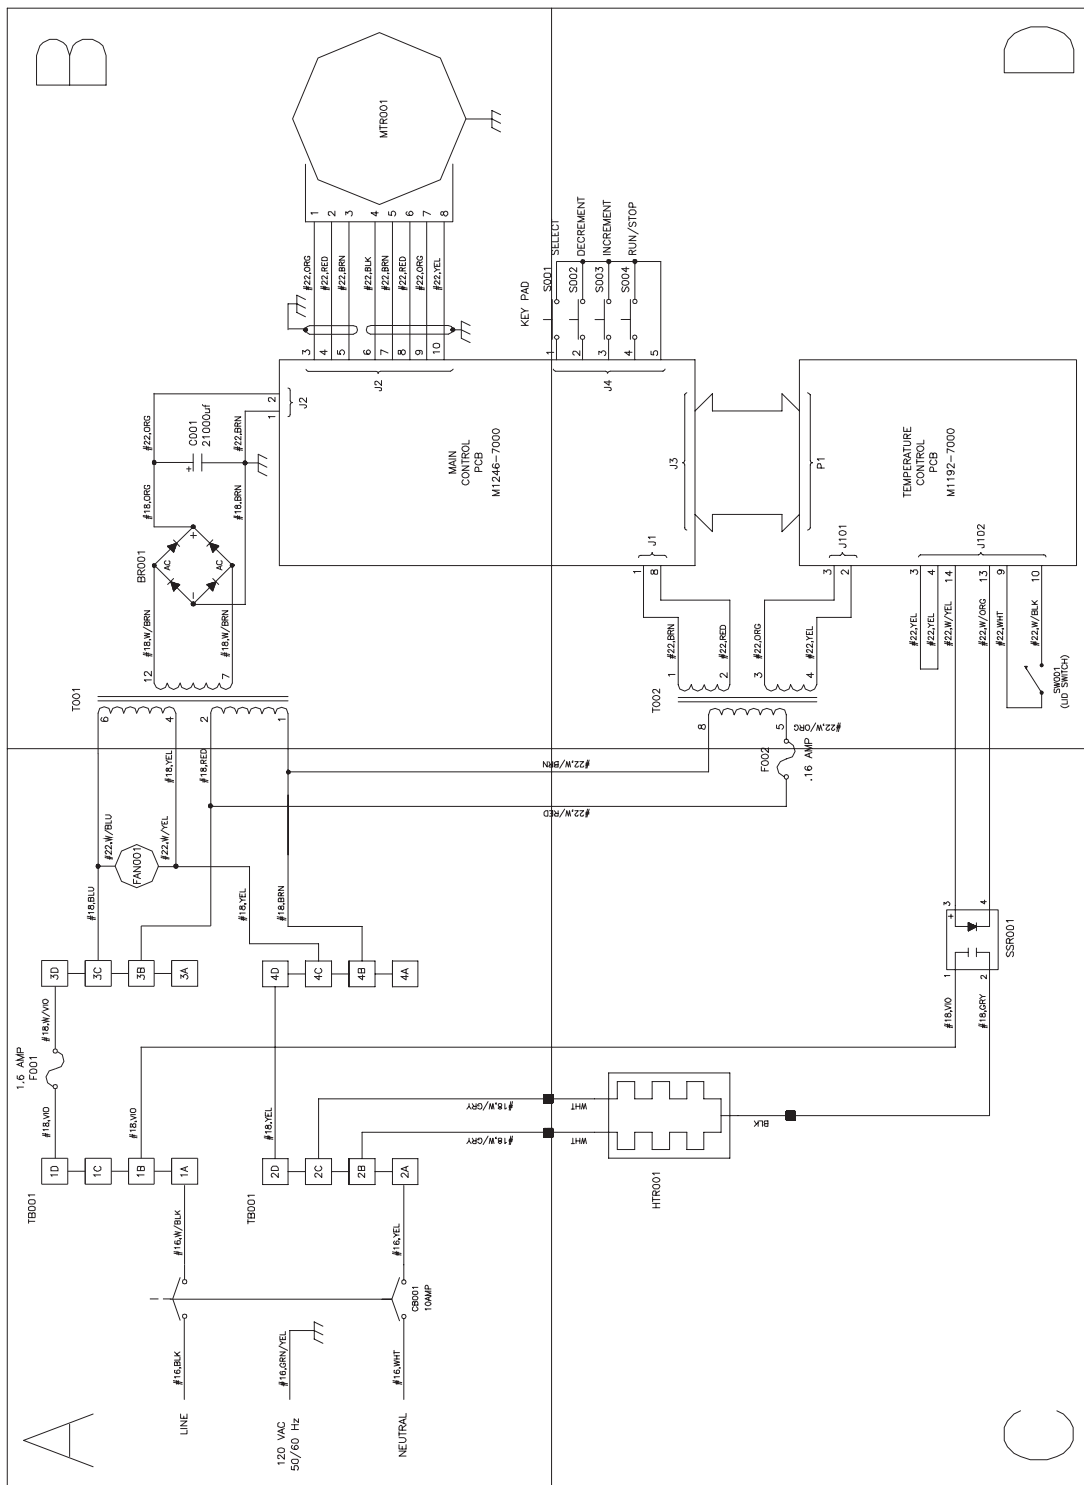 A
LINE
#16,BLK
#16,W/BLK
120 VAC
50/60 Hz
#16,GRN/YEL
NEUTRAL
#16,WHT
#16,YEL
CB001
10AMP
TB001
1D
1C
1B
1A
TB001
2D
2C
2B
2A
#18,VIO
#18,VIO
1.6 AMP
F001
#18,W/VIO
#18,YEL
#18,W/GRY
#18,W/GRY
3D
3C
3B
3A
4D
4C
4B
4A
#18,BLU
#18,YEL
#18,BRN
FAN001
#22,W/BLU
#22,W/YEL
#18,YEL
#18,RED
#22,W/BRN
#22,W/RED
B
T001
6
4
2
1
12
7
#18,W/BRN
#18,W/BRN
BR001
AC
AC
+
-
#18,ORG
#18,BRN
+
C001
21000uf
#22,ORG
#22,BRN
2
1
J2
MAIN
CONTROL
PCB
M1246-7000
J2
3
4
5
6
7
8
9
10
#22,ORG
#22,RED
#22,BRN
#22,BLK
#22,BRN
#22,RED
#22,ORG
#22,YEL
1
2
3
4
5
6
7
8
MTR001
C
WHT
WHT
HTR001
BLK
#18,VIO
#18,GRY
1
2
+
3
4
SSR001
F002
.16 AMP
D
T002
8
5
#22,W/ORG
1
2
3
4
#22,BRN
#22,RED
#22,ORG
#22,YEL
1
8
J1
J3
P1
3
2
J101
TEMPERATURE
CONTROL
PCB
M1192-7000
J102
3
4
14
13
9
10
#22,YEL
#22,YEL
#22,W/YEL
#22,W/ORG
#22,WHT
#22,W/BLK
SW001
(LID SWITCH)
J4
1
2
3
4
5
KEY PAD
S001
SELECT
S002
DECREMENT
S003
INCREMENT
S004
RUN/STOP